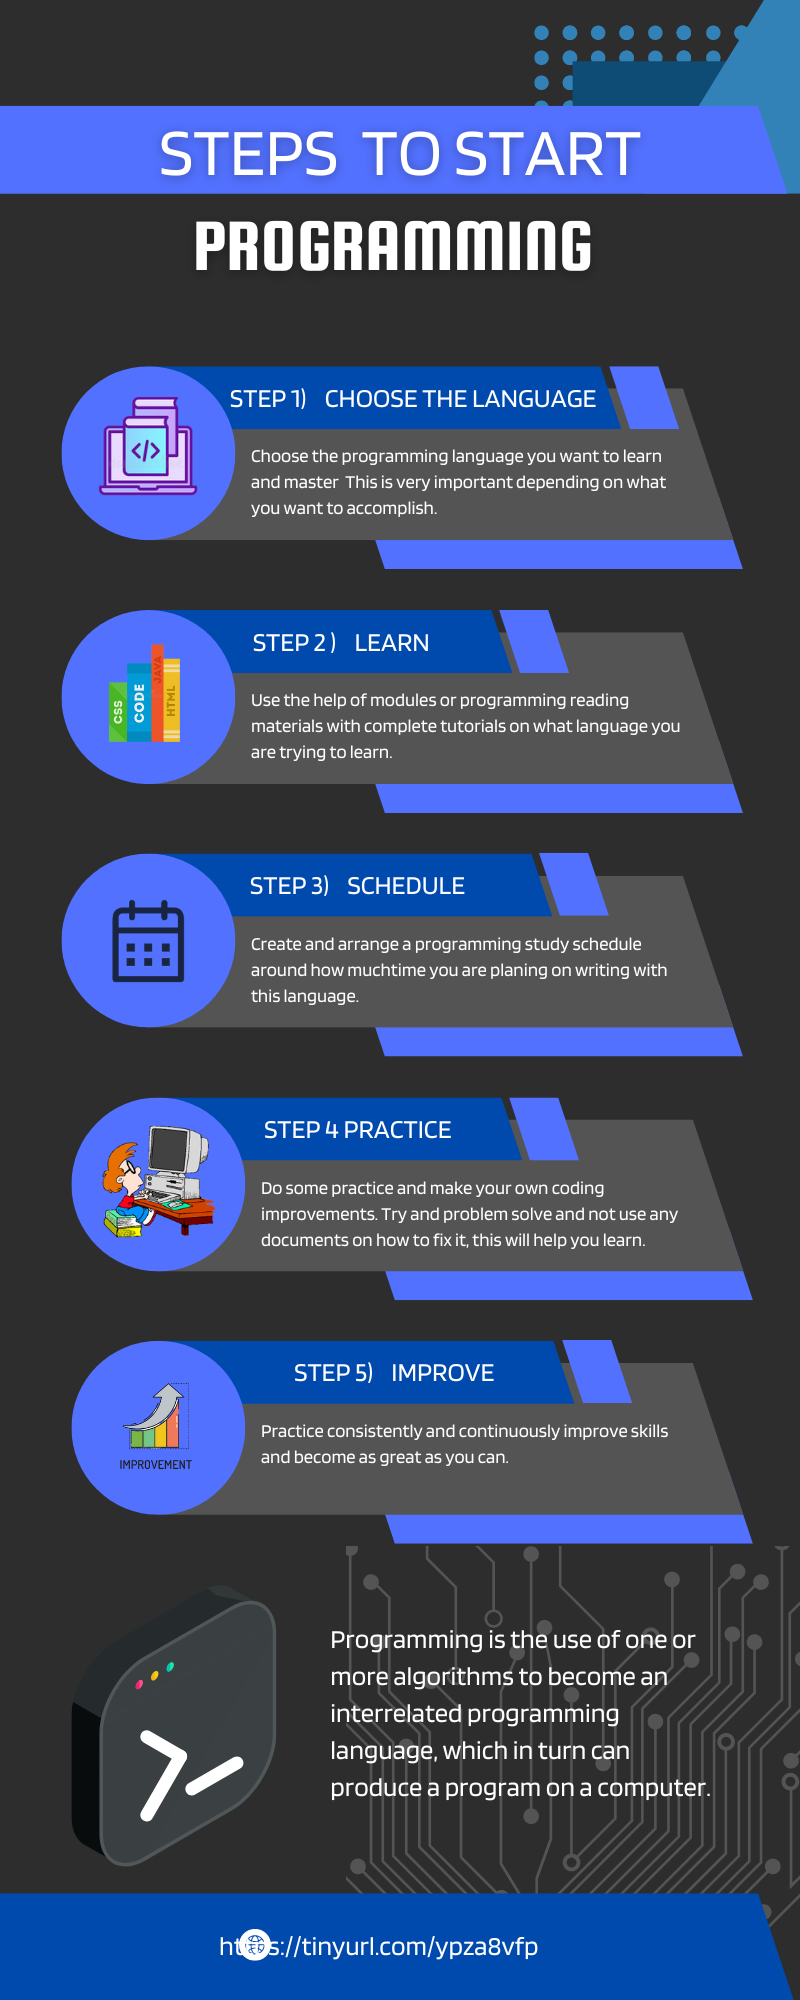 STEPS TO START
PROGRAMMING
STEP 1) CHOOSE THE LANGUAGE
Choose the programming language you want to learn
and master This is very important depending on what
you want to accomplish.
</>
STEP 2 ) LEARN
Use the help of modules or programming reading
materials with complete tutorials on what language you
are trying to learn.
CSS
CODE
JAVA
HTML
STEP 3) SCHEDULE
Create and arrange a programming study schedule
around how muchtime you are planing on writing with
this language.
STEP 4 PRACTICE
Do some practice and make your own coding
improvements. Try and problem solve and not use any
documents on how to fix it, this will help you learn.
STEP 5) IMPROVE
Practice consistently and continuously improve skills
and become as great as you can.
IMPROVEMENT
Programming is the use of one or
more algorithms to become an
interrelated programming
language, which in turn can
produce a program on a computer.
https://tinyurl.com/ypza8vfp